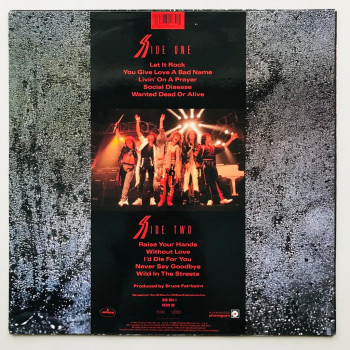 SIDE ONE
Let It Rock
You Give Love A Bad Name
Livin' On A Prayer
Social Disease
Wanted Dead Or Alive
SIDE TWO
Raise Your Hands
Without Love
I'd Die For You
Never Say Goodbye
Wild In The Streets
Produced by Bruce Fairbairn